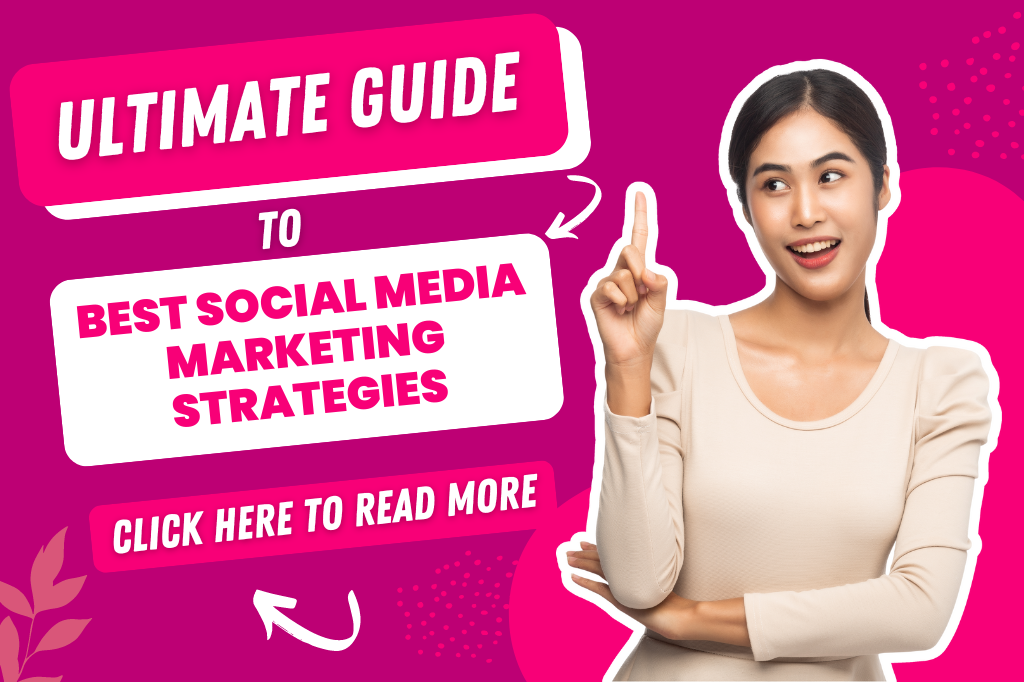 ULTIMATE GUIDE
TO
BEST SOCIAL MEDIA
MARKETING
STRATEGIES
CLICK HERE TO READ MORE